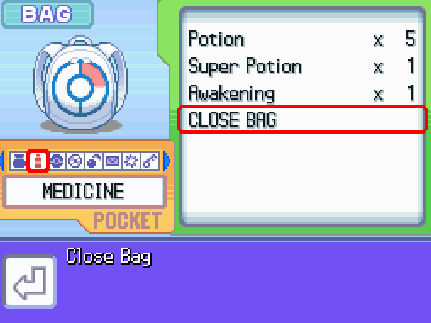 BAG
Potion x 5
Super Potion x 1
Awakening x 1
CLOSE BAG
MEDICINE
POCKET
Close Bag